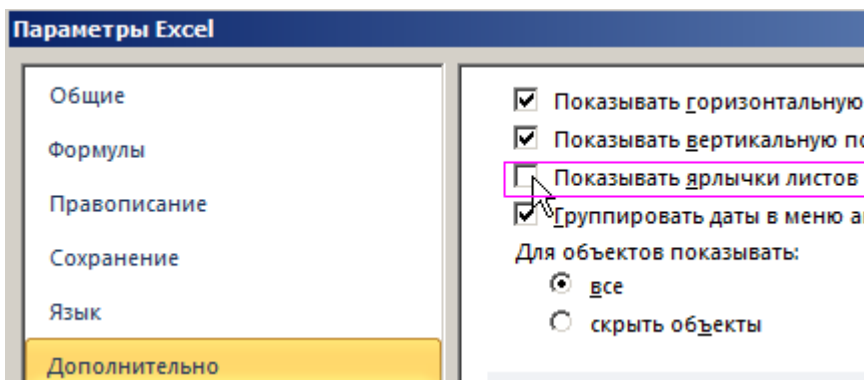 Параметры Excel
Общие
Формулы
Правописание
Сохранение
Язык
Дополнительно
Показывать горизонтальную
Показывать вертикальную
Показывать ярлычки листов
Группировать даты в меню
Для объектов показывать:
все
скрыть объекты